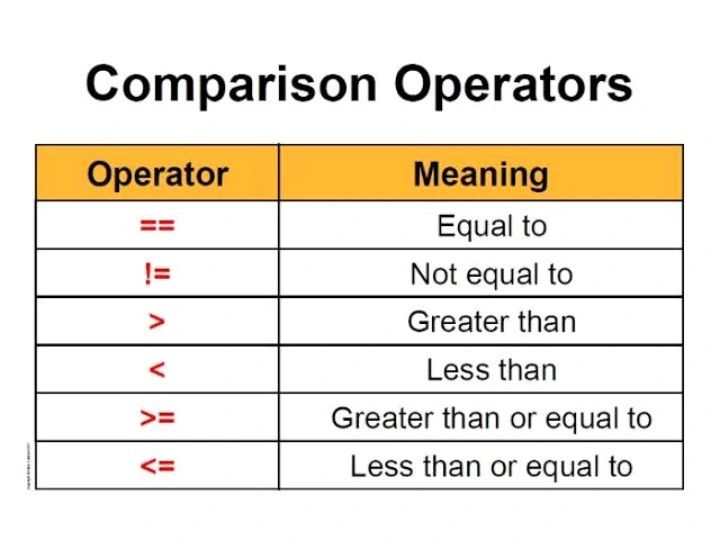 Comparison Operators
Operator Meaning
== Equal to
!= Not equal to
> Greater than
< Less than
>= Greater than or equal to
<= Less than or equal to